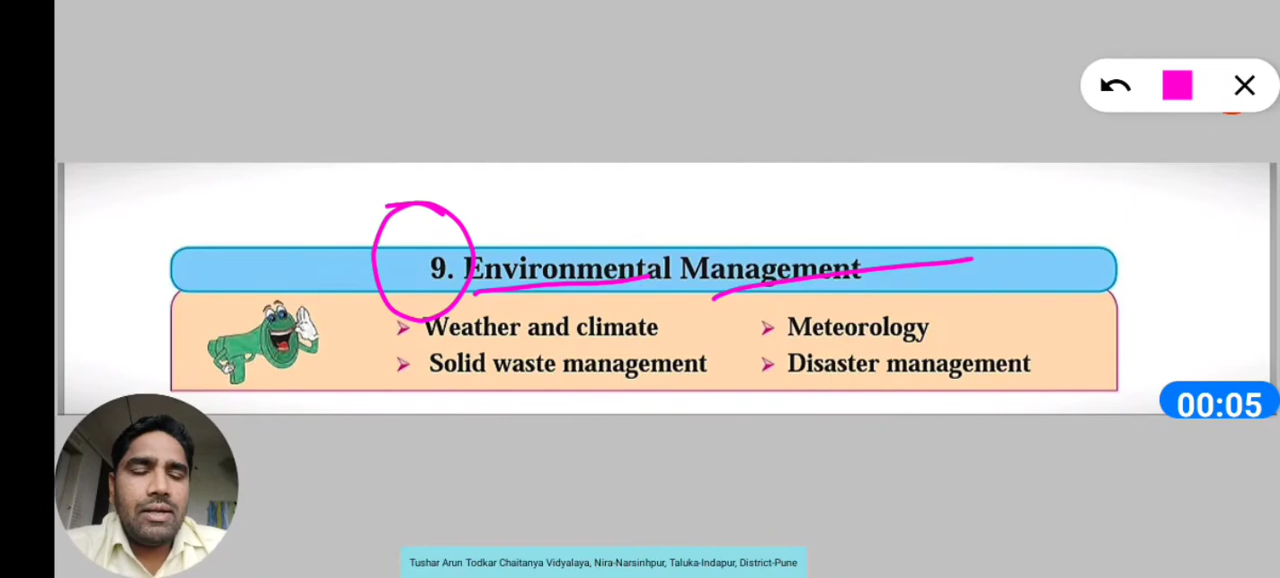 9. Environmental Management
➢ Weather and climate ➢ Meteorology
➢ Solid waste management ➢ Disaster management
00:05
Tushar Arun Todkar Chaitanya Vidyalaya, Nira-Narsinhpur, Taluka-Indapur, District-Pune